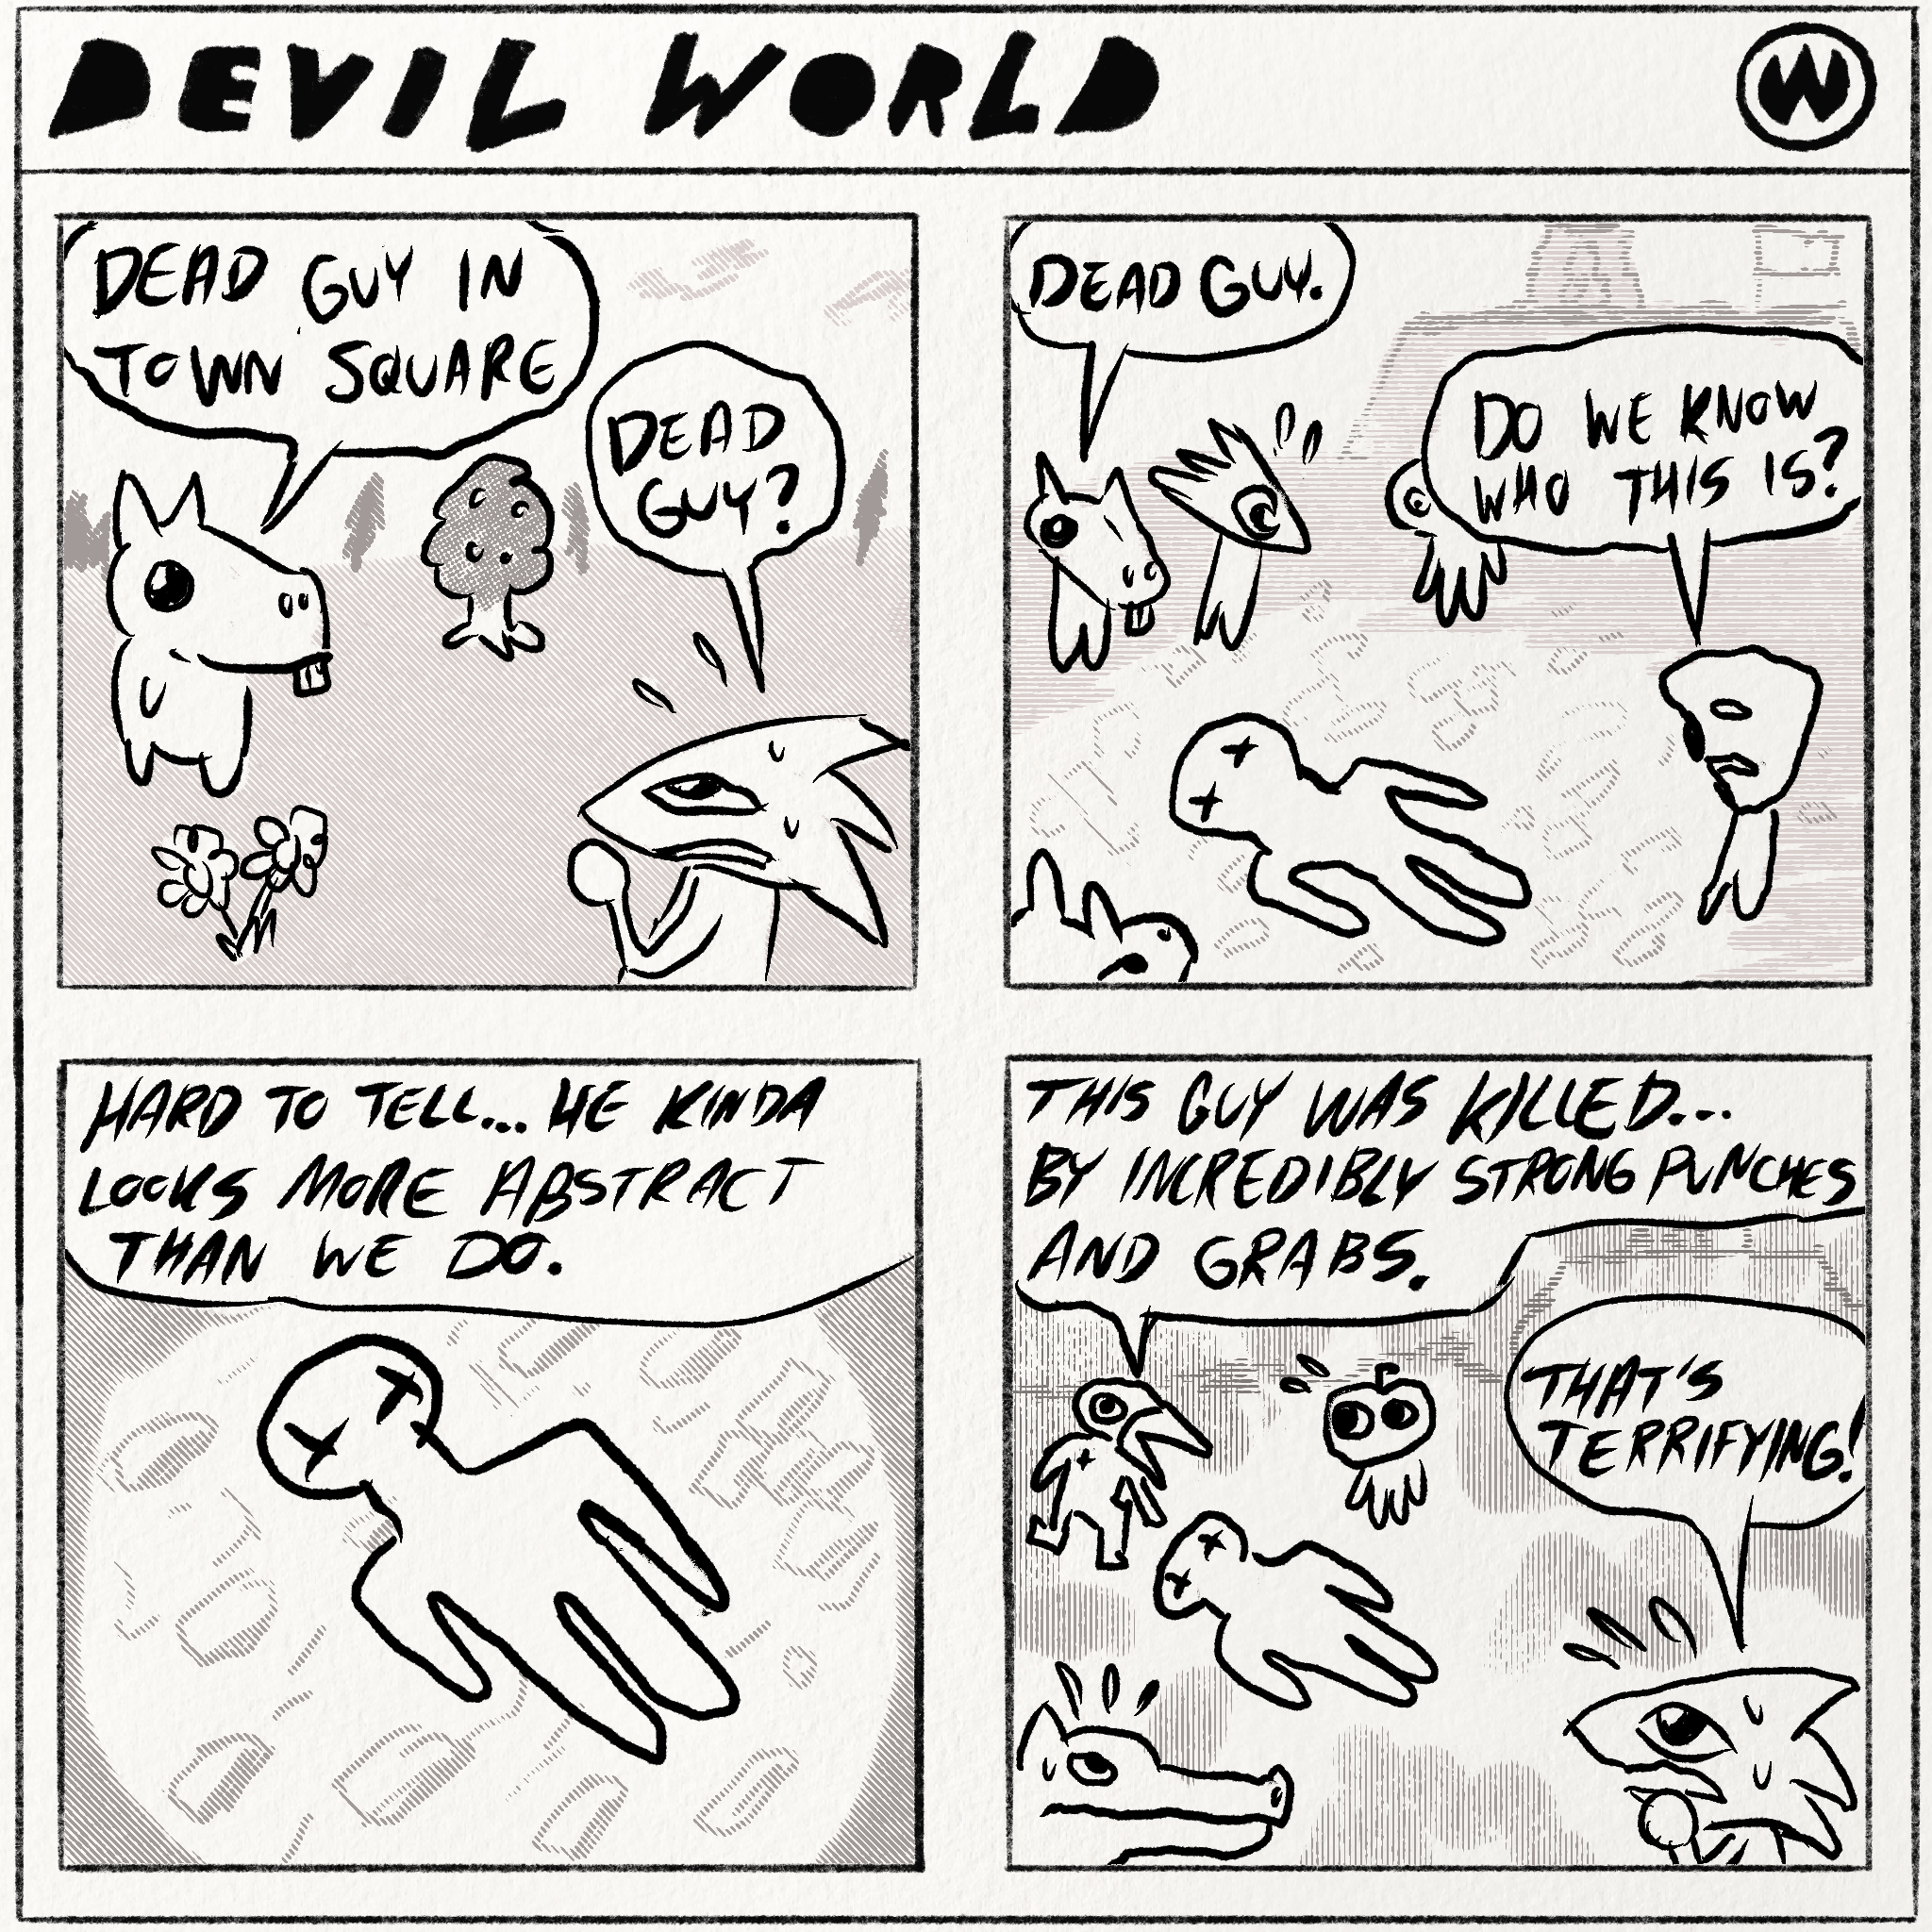 DEVIL WORLD
W
DEAD GUY IN
TOWN SQUARE
DEAD
GUY?
DEAD GUY.
DO WE KNOW
WHO THIS IS?
HARD TO TELL... HE KINDA
LOOKS MORE ABSTRACT
THAN WE DO.
THIS GUY WAS KILLED...
BY INCREDIBLY STRONG PUNCHES
AND GRABS.
THAT'S
TERRIFYING!